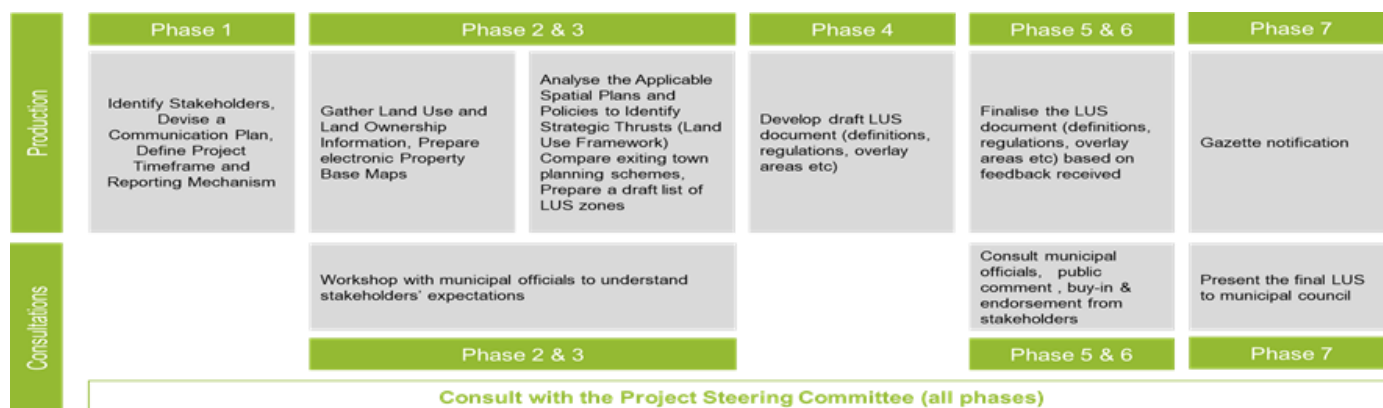 Phase 1
Phase 2 & 3
Phase 4
Phase 5 & 6
Phase 7
Production
Identify Stakeholders,
Devise a
Communication Plan,
Define Project
Timeframe and
Reporting Mechanism
Gather Land Use and
Land Ownership
Information, Prepare
electronic Property
Base Maps
Analyse the Applicable
Spatial Plans and
Policies to Identify
Strategic Thrusts (Land
Use Framework)
Compare exiting town
planning schemes,
Prepare a draft list of
LUS zones
Develop draft LUS
document (definitions,
regulations, overlay
areas etc)
Finalise the LUS
document (definitions,
regulations, overlay
areas etc) based on
feedback received
Gazette notification
Consultations
Workshop with municipal officials to understand
stakeholders' expectations
Consult municipal
officials, public
comment , buy-in &
endorsement from
stakeholders
Present the final LUS
to municipal council
Phase 2 & 3
Phase 5 & 6
Phase 7
Consult with the Project Steering Committee (all phases)